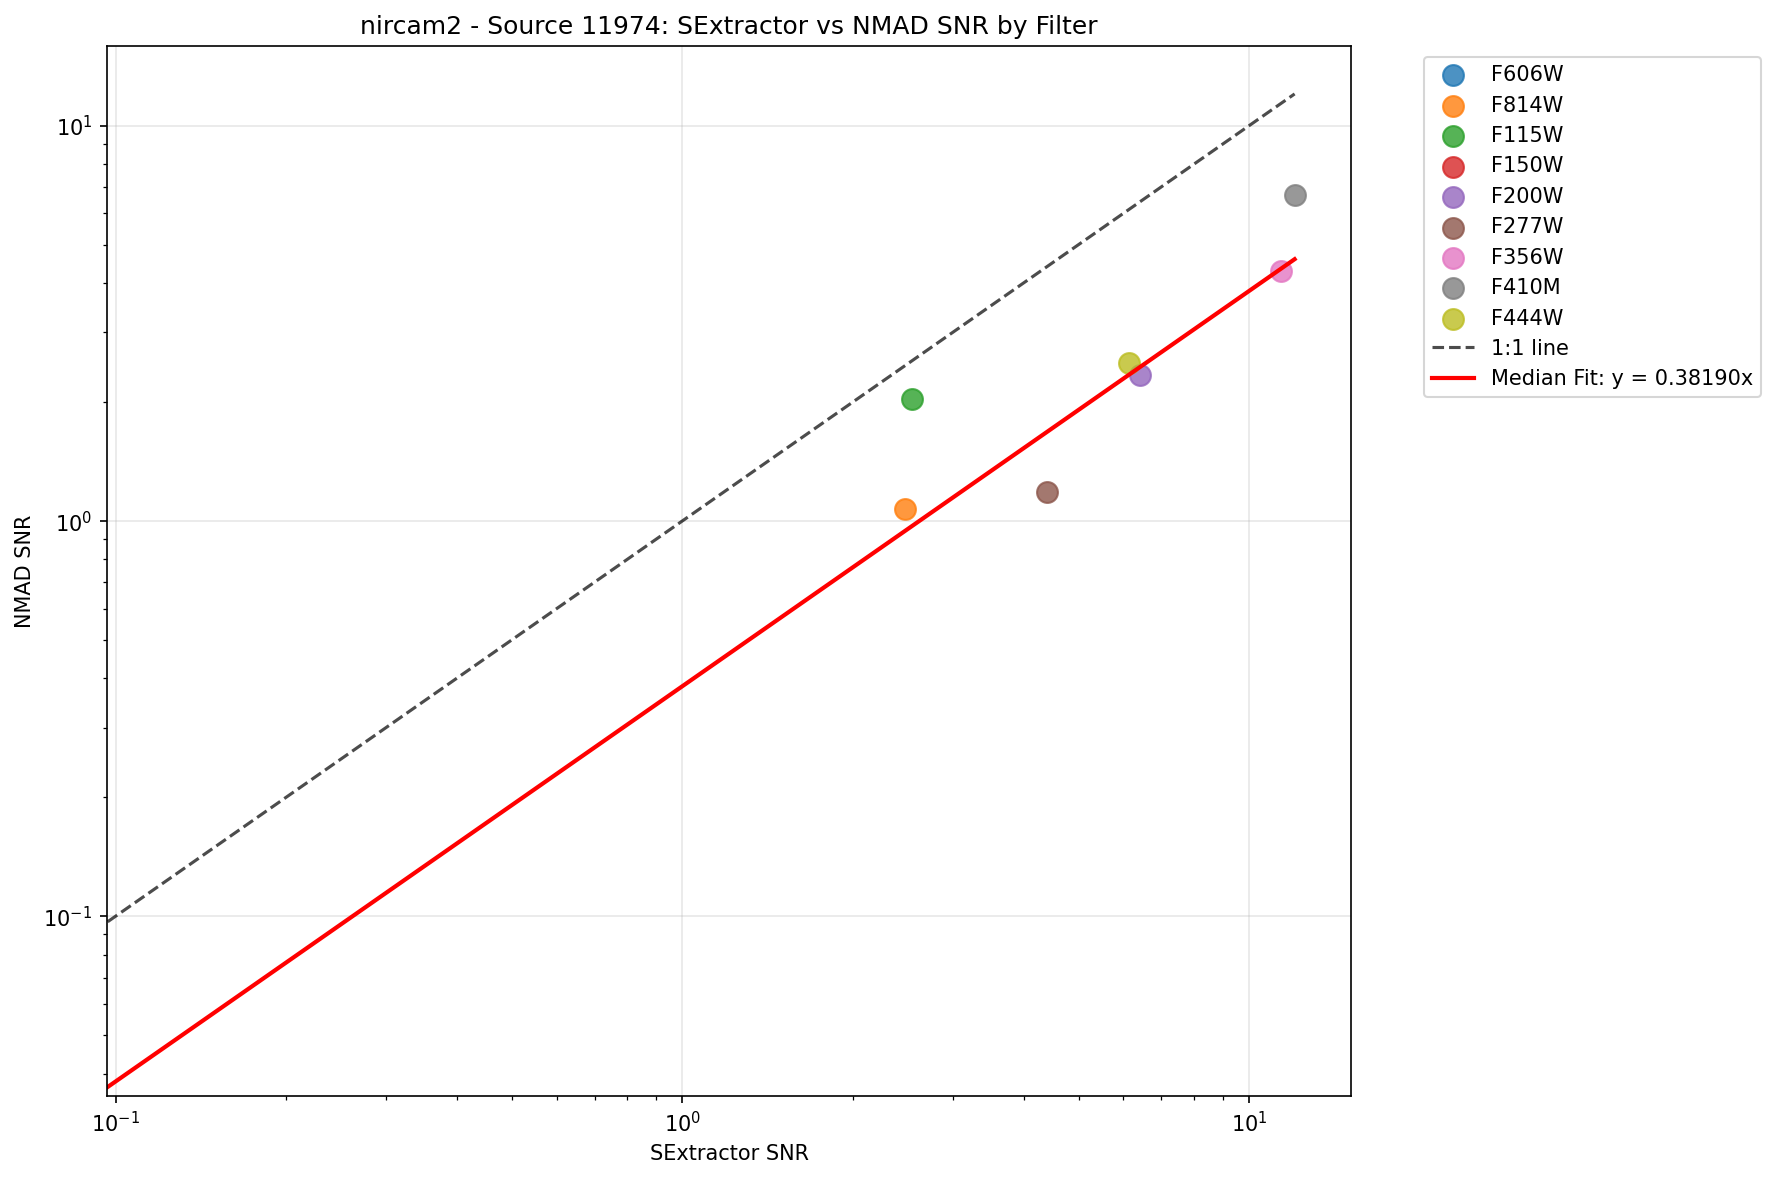 nircam2 - Source 11974: SExtractor vs NMAD SNR by Filter
F606W
F814W
F115W
F150W
F200W
F277W
F356W
F410M
F444W
1:1 line
Median Fit: y = 0.38190x
NMAD SNR
10¹
10⁰
10⁻¹
10⁻¹
10⁰
10¹
SExtractor SNR